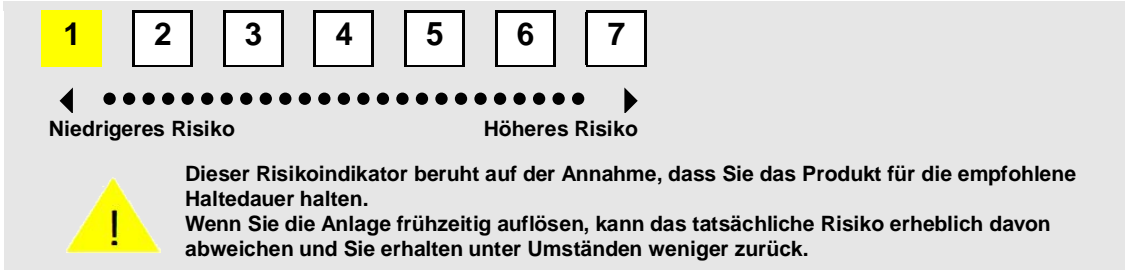 1 2 3 4 5 6 7
Niedrigeres Risiko Höheres Risiko
Dieser Risikoindikator beruht auf der Annahme, dass Sie das Produkt für die empfohlene
Haltedauer halten.
! Wenn Sie die Anlage frühzeitig auflösen, kann das tatsächliche Risiko erheblich davon
abweichen und Sie erhalten unter Umständen weniger zurück.